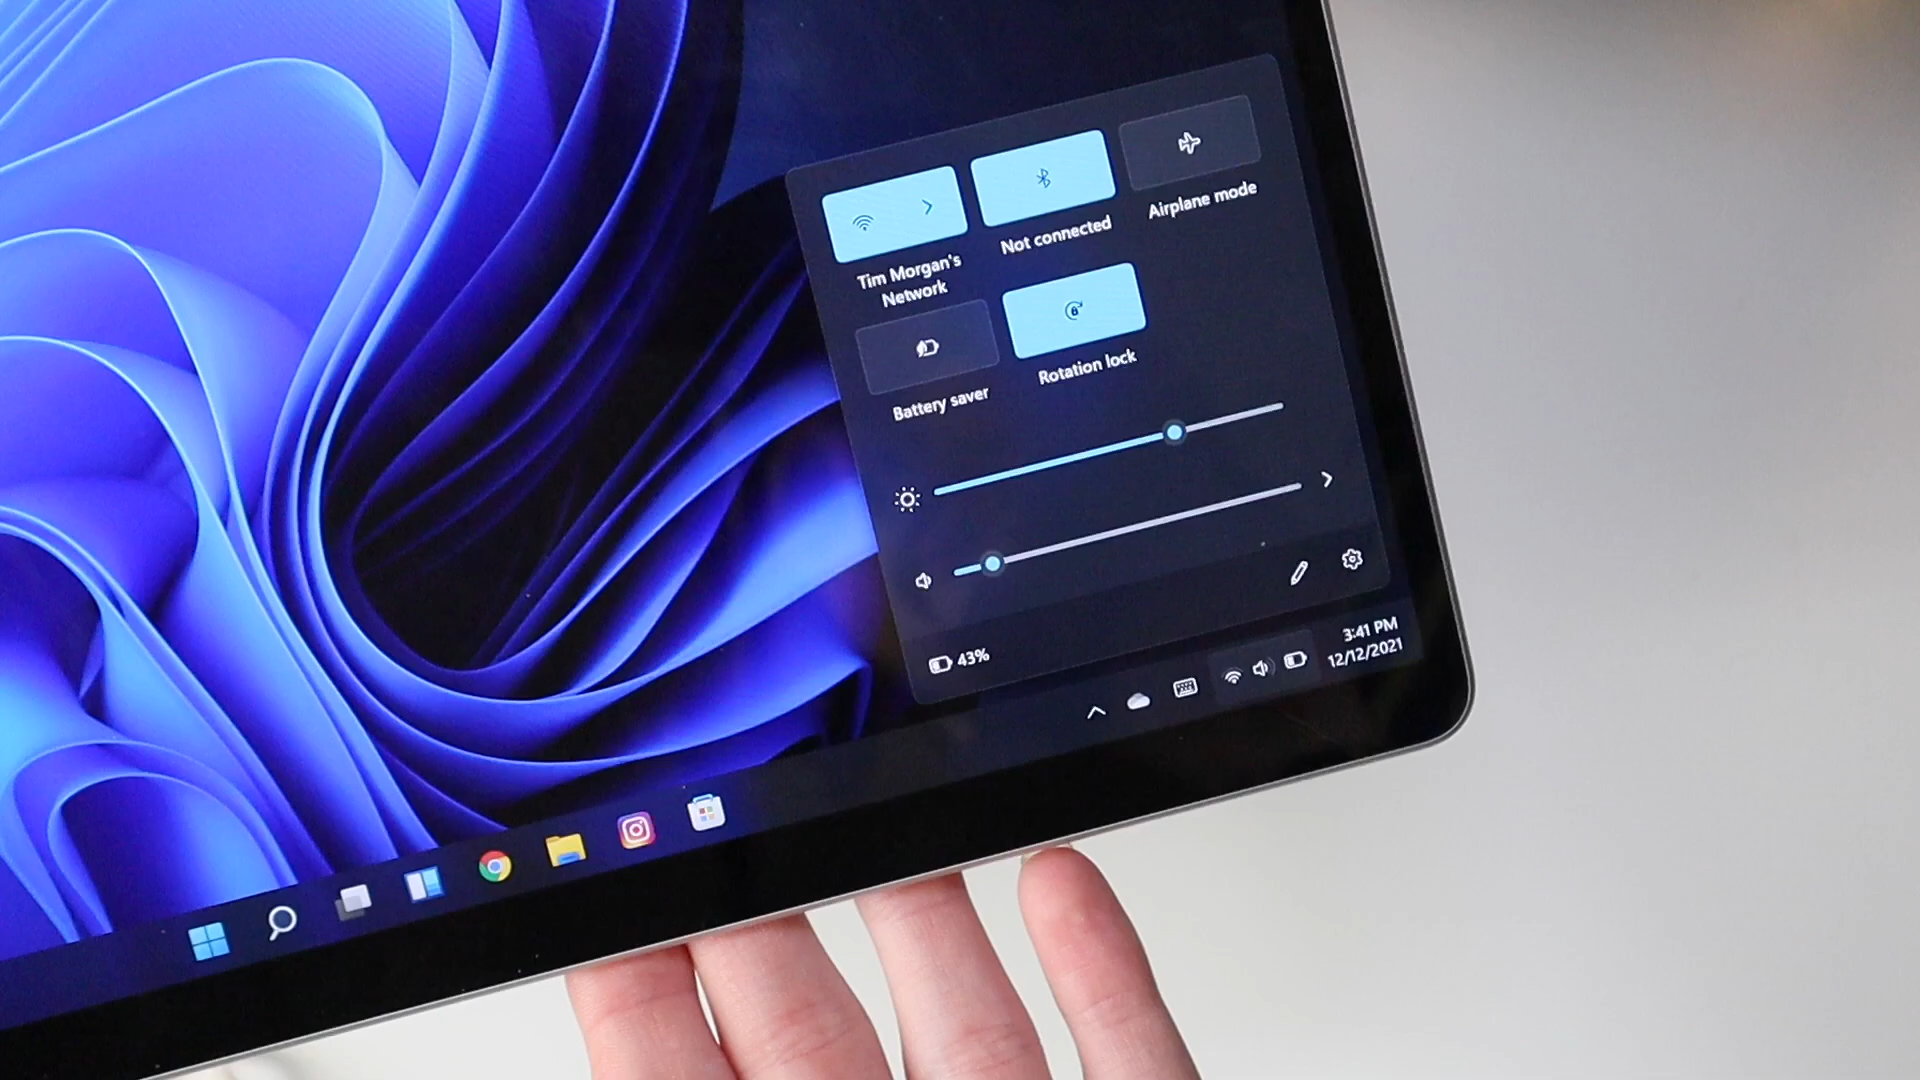 Tim Morgan's
Network
Not connected
Airplane mode
Battery saver
Rotation lock
43%
3:41 PM
12/12/2021